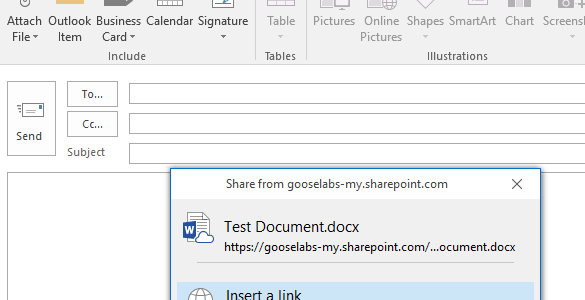 Attach File Outlook Item Business Card Calendar Signature Table Pictures Online Pictures Shapes SmartArt Chart
Include Tables Illustrations
To...
Cc...
Send
Subject
Share from gooselabs-my.sharepoint.com
Test Document.docx
https://gooselabs-my.sharepoint.com/...ocument.docx
Insert a link